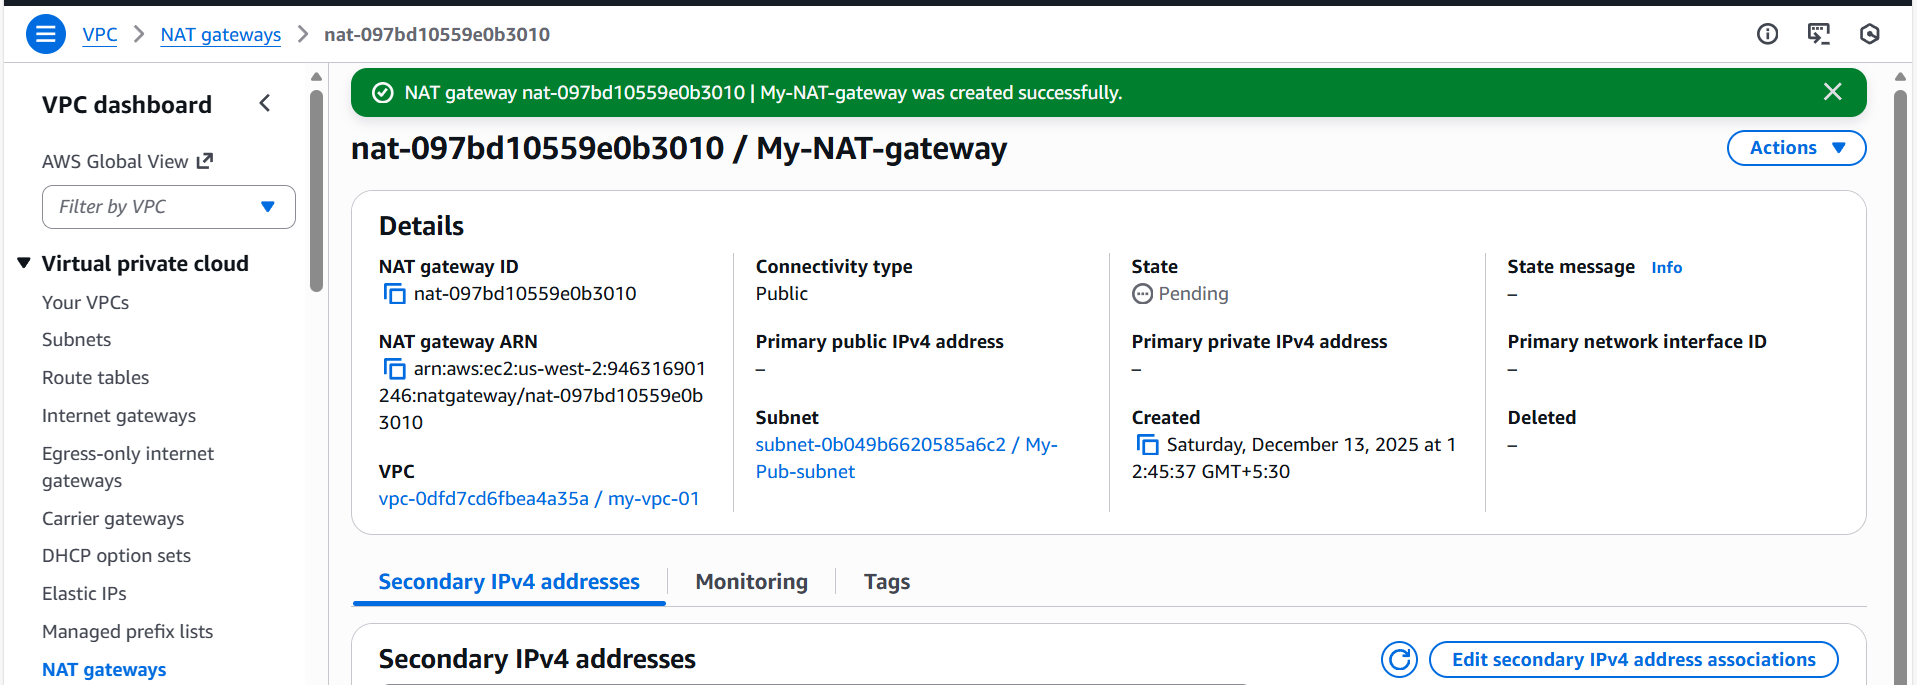 VPC > NAT gateways > nat-097bd10559e0b3010
VPC dashboard
AWS Global View
Filter by VPC
Virtual private cloud
Your VPCs
Subnets
Route tables
Internet gateways
Egress-only internet
gateways
Carrier gateways
DHCP option sets
Elastic IPs
Managed prefix lists
NAT gateways
NAT gateway nat-097bd10559e0b3010 | My-NAT-gateway was created successfully.
nat-097bd10559e0b3010 / My-NAT-gateway
Actions
Details
NAT gateway ID
nat-097bd10559e0b3010
NAT gateway ARN
arn:aws:ec2:us-west-2:946316901
246:natgateway/nat-097bd10559e0b
3010
VPC
vpc-0dfd7cd6fbea4a35a / my-vpc-01
Connectivity type
Public
Primary public IPv4 address
–
Subnet
subnet-0b049b6620585a6c2 / My-
Pub-subnet
State
Pending
Primary private IPv4 address
–
Created
Saturday, December 13, 2025 at 1
2:45:37 GMT+5:30
State message Info
–
Primary network interface ID
–
Deleted
–
Secondary IPv4 addresses
Monitoring
Tags
Secondary IPv4 addresses
Edit secondary IPv4 address associations